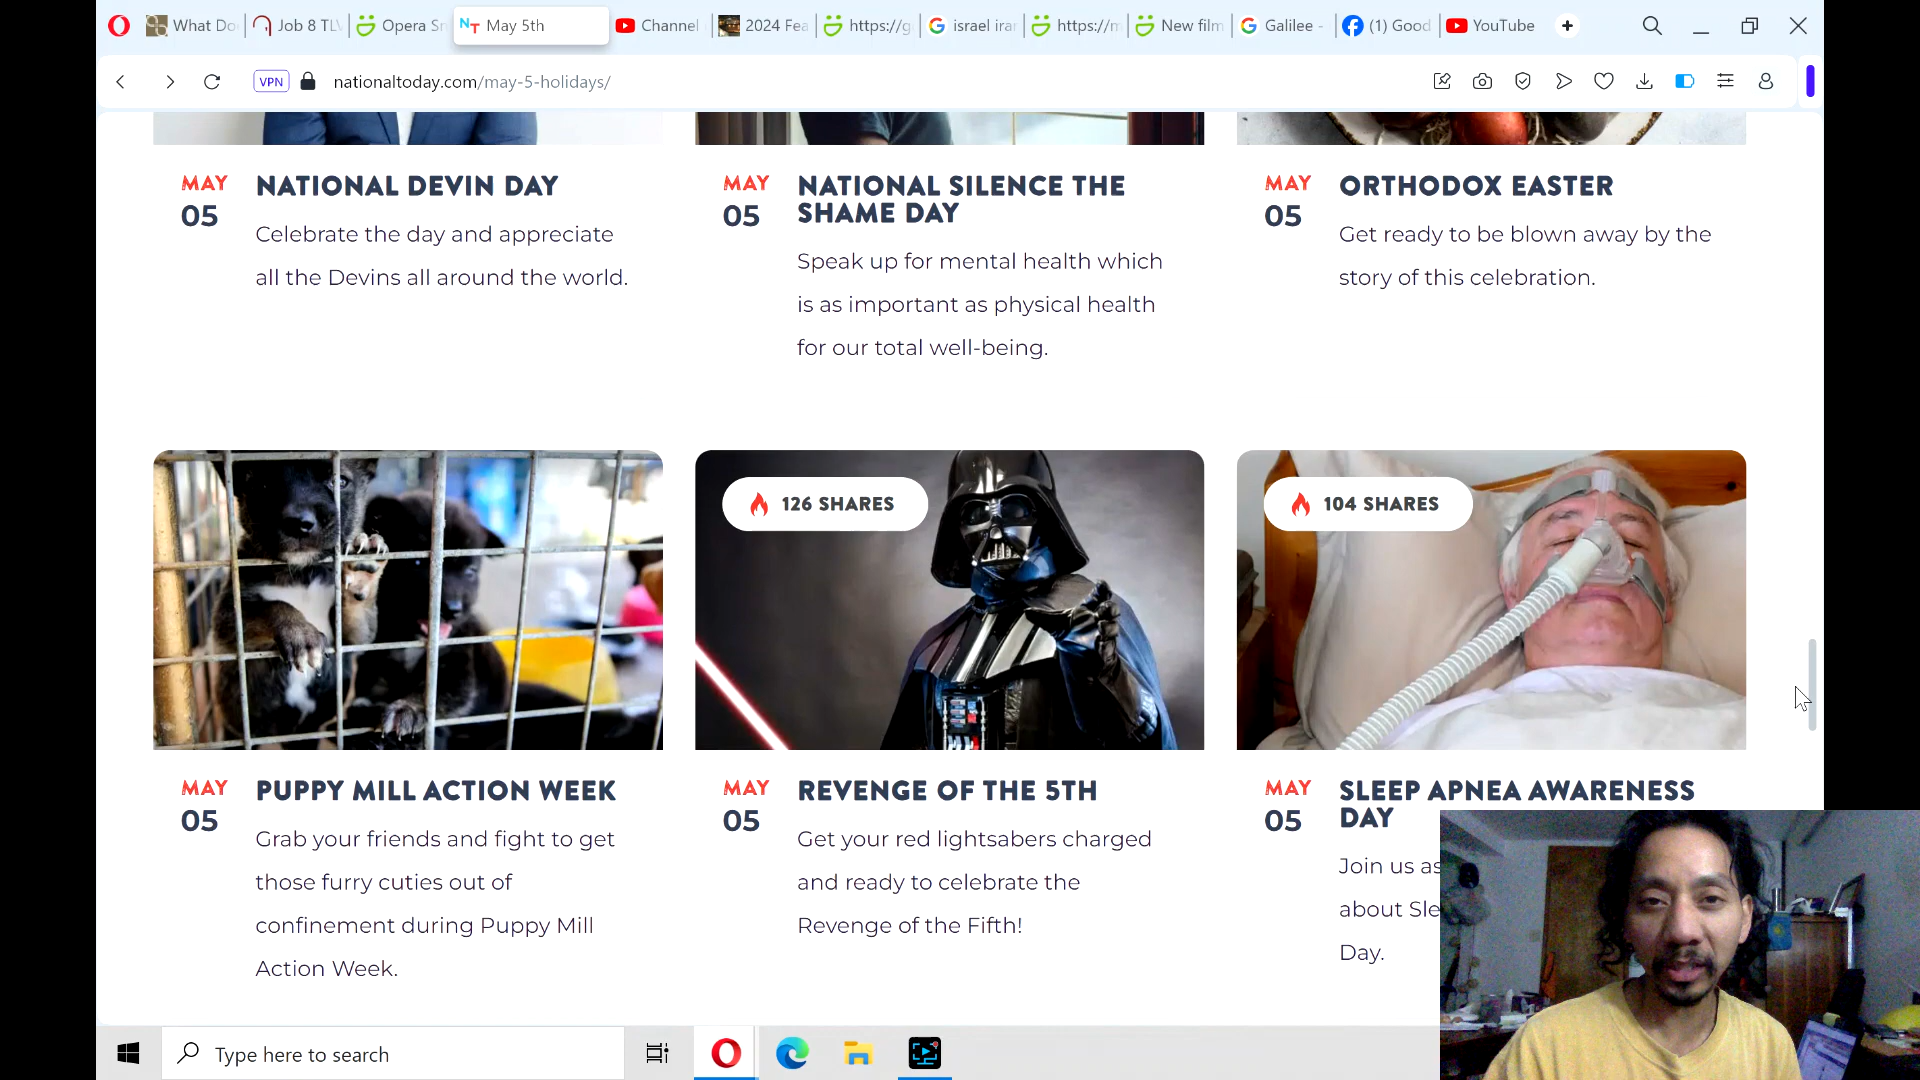 What Do
Job 8 TLV
Opera Sn
NT May 5th
Channel
2024 Fea
https://g
israel iran
https://m
New film
Galilee -
(1) Good
YouTube
VPN
nationaltoday.com/may-5-holidays/
MAY
05
NATIONAL DEVIN DAY
Celebrate the day and appreciate
all the Devins all around the world.
MAY
05
NATIONAL SILENCE THE
SHAME DAY
Speak up for mental health which
is as important as physical health
for our total well-being.
MAY
05
ORTHODOX EASTER
Get ready to be blown away by the
story of this celebration.
126 SHARES
104 SHARES
MAY
05
PUPPY MILL ACTION WEEK
Grab your friends and fight to get
those furry cuties out of
confinement during Puppy Mill
Action Week.
MAY
05
REVENGE OF THE 5TH
Get your red lightsabers charged
and ready to celebrate the
Revenge of the Fifth!
MAY
05
SLEEP APNEA AWARENESS
DAY
Join us as
about Sle
Day.
Type here to search